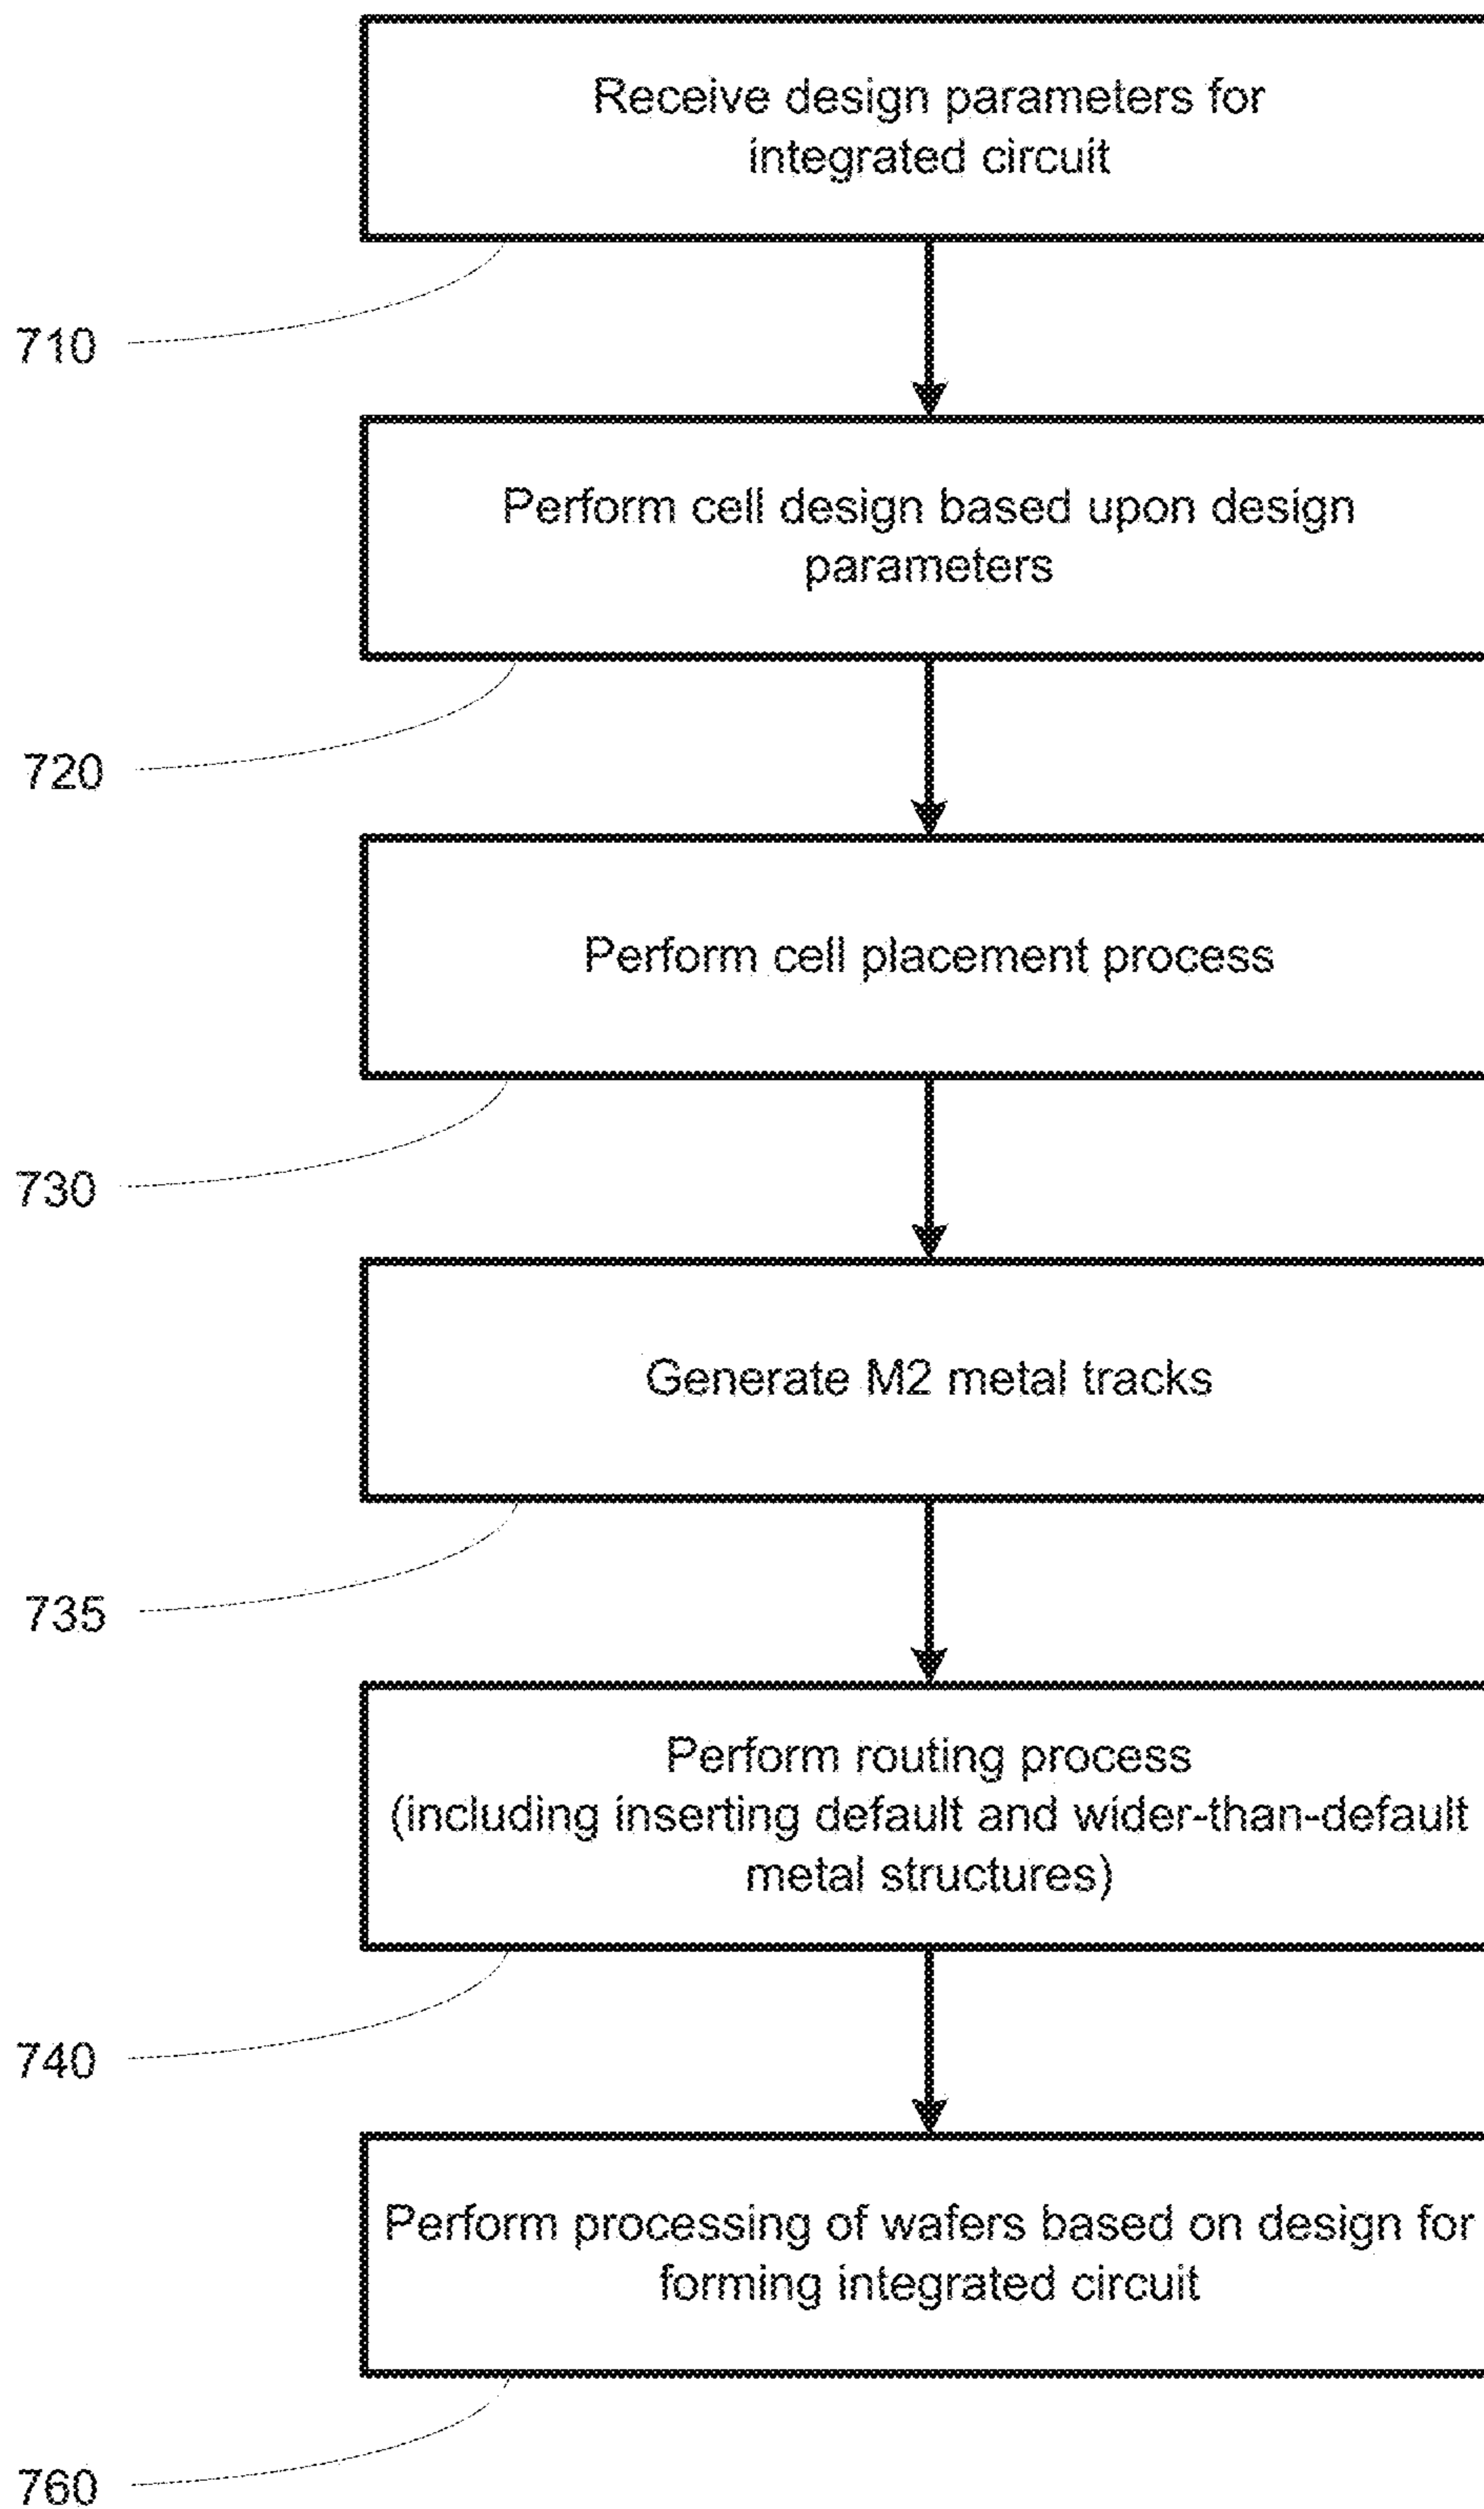 Receive design parameters for
integrated circuit
710
Perform cell design based upon design
parameters
720
Perform cell placement process
730
Generate M2 metal tracks
735
Perform routing process
(including inserting default and wider-than-default
metal structures)
740
Perform processing of wafers based on design for
forming integrated circuit
760